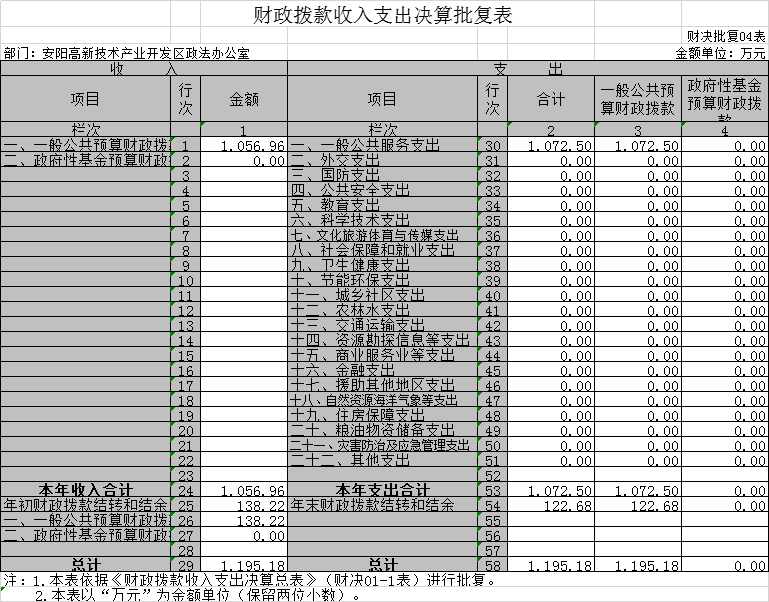 财政拨款收入支出决算批复表
财决批复04表
部门：安阳高新技术产业开发区政法办公室 金额单位：万元
收 入 支 出
项目 行次 金额 项目 行次 合计 一般公共预算财政拨款 政府性基金预算财政拨款
栏次 1 栏次 2 3 4
一、一般公共预算财政拨 1 1,056.96 一、一般公共服务支出 30 1,072.50 1,072.50 0.00
二、政府性基金预算财政 2 0.00 二、外交支出 31 0.00 0.00 0.00
3 三、国防支出 32 0.00 0.00 0.00
4 四、公共安全支出 33 0.00 0.00 0.00
5 五、教育支出 34 0.00 0.00 0.00
6 六、科学技术支出 35 0.00 0.00 0.00
7 七、文化旅游体育与传媒支出 36 0.00 0.00 0.00
8 八、社会保障和就业支出 37 0.00 0.00 0.00
9 九、卫生健康支出 38 0.00 0.00 0.00
10 十、节能环保支出 39 0.00 0.00 0.00
11 十一、城乡社区支出 40 0.00 0.00 0.00
12 十二、农林水支出 41 0.00 0.00 0.00
13 十三、交通运输支出 42 0.00 0.00 0.00
14 十四、资源勘探信息等支出 43 0.00 0.00 0.00
15 十五、商业服务业等支出 44 0.00 0.00 0.00
16 十六、金融支出 45 0.00 0.00 0.00
17 十七、援助其他地区支出 46 0.00 0.00 0.00
18 十八、自然资源海洋气象等支出 47 0.00 0.00 0.00
19 十九、住房保障支出 48 0.00 0.00 0.00
20 二十、粮油物资储备支出 49 0.00 0.00 0.00
21 二十一、灾害防治及应急管理支出 50 0.00 0.00 0.00
22 二十二、其他支出 51 0.00 0.00 0.00
23 52
本年收入合计 24 1,056.96 本年支出合计 53 1,072.50 1,072.50 0.00
年初财政拨款结转和结余 25 138.22 年末财政拨款结转和结余 54 122.68 122.68 0.00
一、一般公共预算财政拨 26 138.22 55
二、政府性基金预算财政 27 0.00 56
28 57
总计 29 1,195.18 总计 58 1,195.18 1,195.18 0.00
注：1.本表依据《财政拨款收入支出决算总表》（财决01-1表）进行批复。
2.本表以“万元”为金额单位（保留两位小数）。